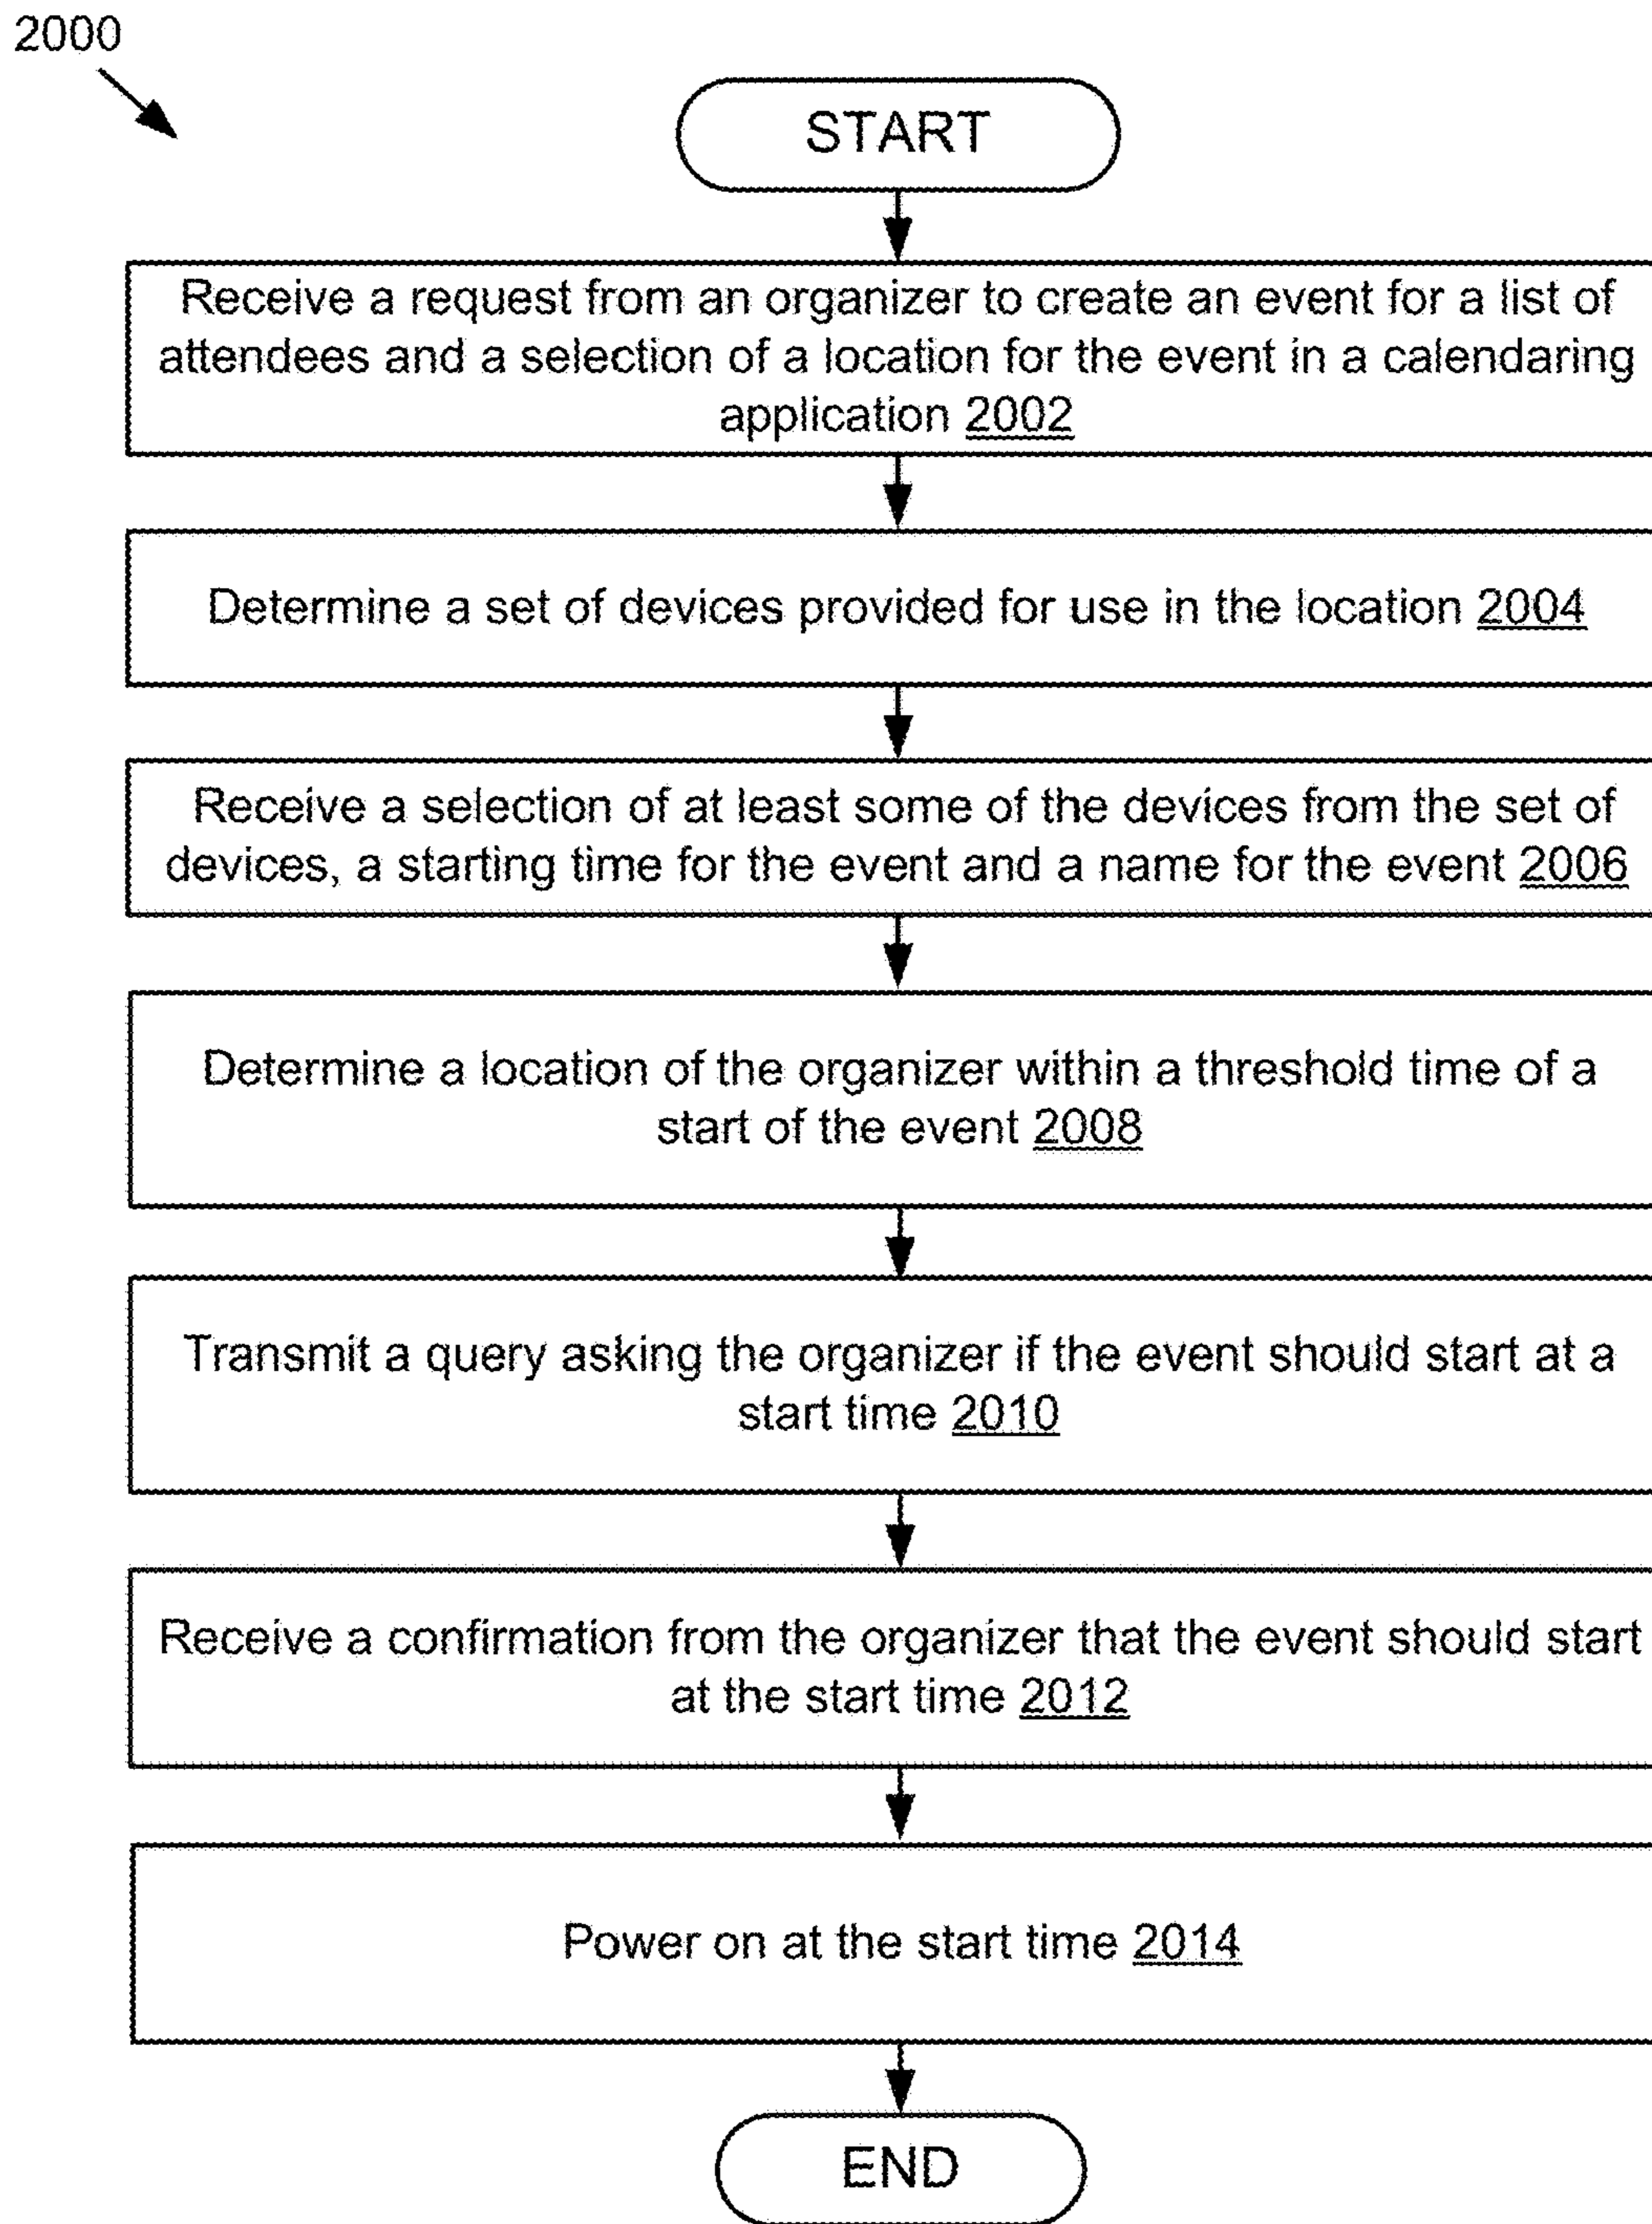 2000
START
Receive a request from an organizer to create an event for a list of
attendees and a selection of a location for the event in a calendaring
application 2002
Determine a set of devices provided for use in the location 2004
Receive a selection of at least some of the devices from the set of
devices, a starting time for the event and a name for the event 2006
Determine a location of the organizer within a threshold time of a
start of the event 2008
Transmit a query asking the organizer if the event should start at a
start time 2010
Receive a confirmation from the organizer that the event should start
at the start time 2012
Power on at the start time 2014
END